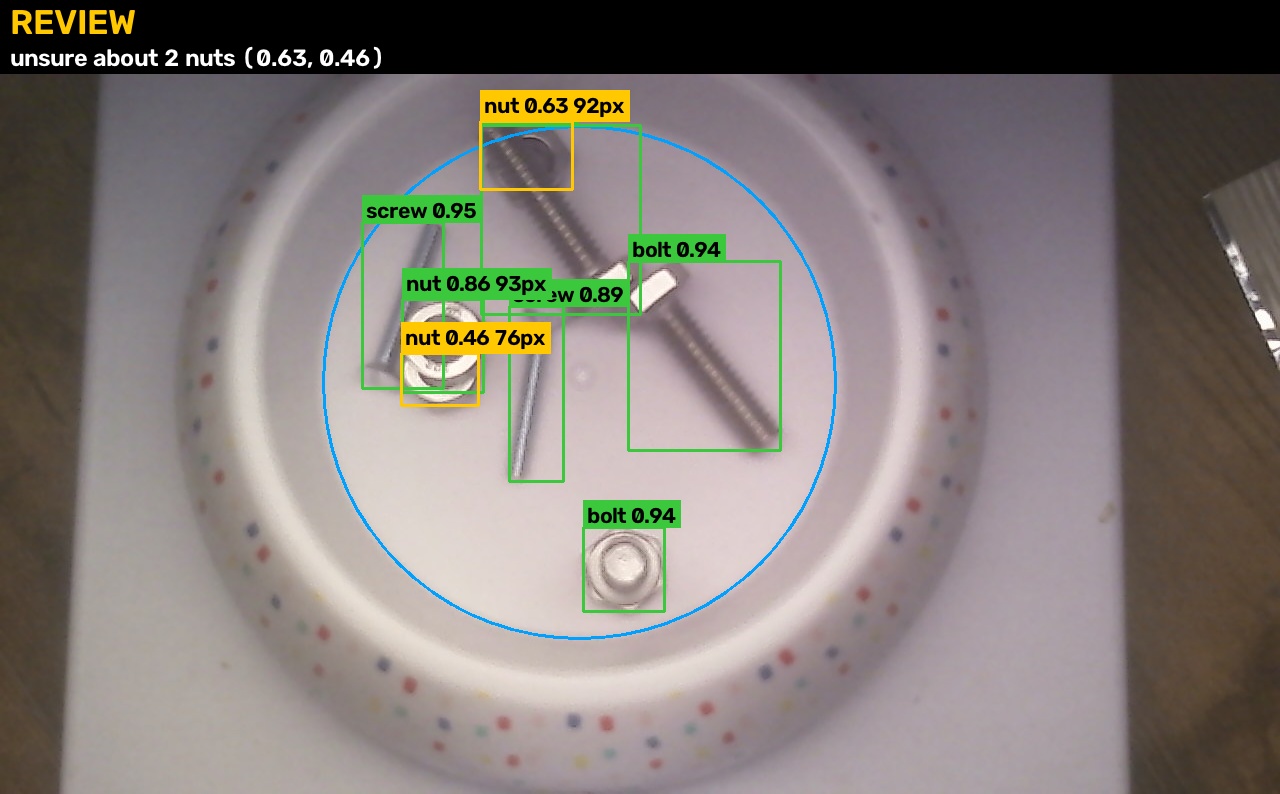 REVIEW
unsure about 2 nuts (0.63, 0.46)
nut 0.63 92px
screw 0.95
bolt 0.94
nut 0.86 93px
screw 0.89
nut 0.46 76px
bolt 0.94